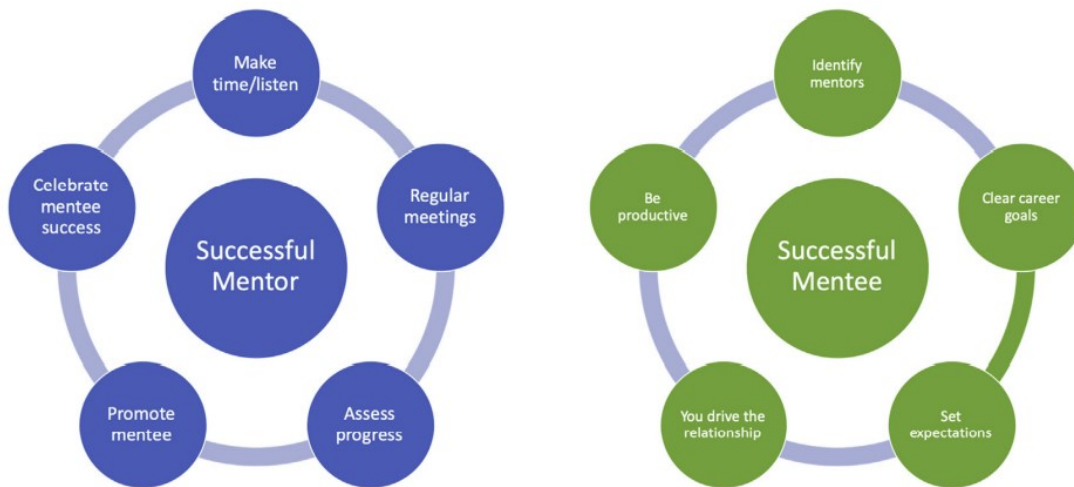 Make
time/listen
Regular
meetings
Assess
progress
Promote
mentee
Celebrate
mentee
success
Successful
Mentor
Identify
mentors
Clear career
goals
Set
expectations
You drive the
relationship
Be
productive
Successful
Mentee